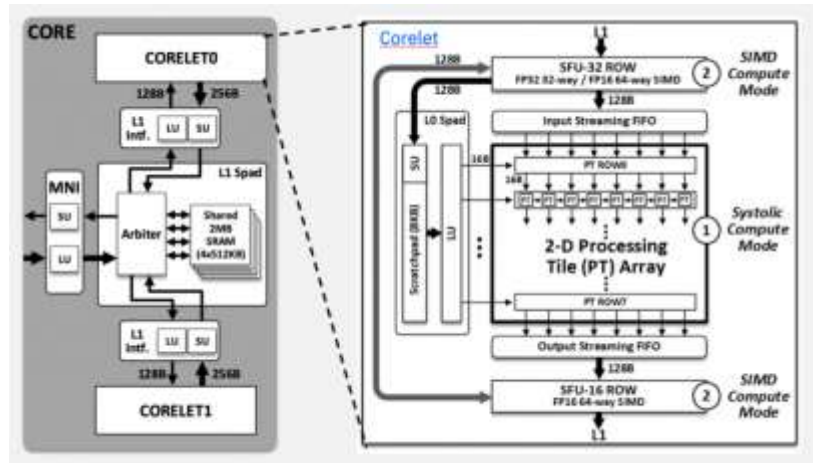 CORE
CORELET0
128B
256B
L1
Intf.
LU
SU
L1 Spad
MNI
SU
LU
Arbiter
Shared
2MB
SRAM
(4x512KB)
L1
Intf.
LU
SU
128B
256B
CORELET1
Corelet
L1
128B
SFU-32 ROW
FP32 32-way / FP16 64-way SIMD
2
SIMD
Compute
Mode
128B
128B
Input Streaming FIFO
L0 Spad
SU
Scratchpad (8KB)
LU
16B
PT ROW0
16B
PT PT PT PT PT PT PT PT
2-D Processing
Tile (PT) Array
1
Systolic
Compute
Mode
PT ROW7
Output Streaming FIFO
128B
SFU-16 ROW
FP16 64-way SIMD
2
SIMD
Compute
Mode
L1